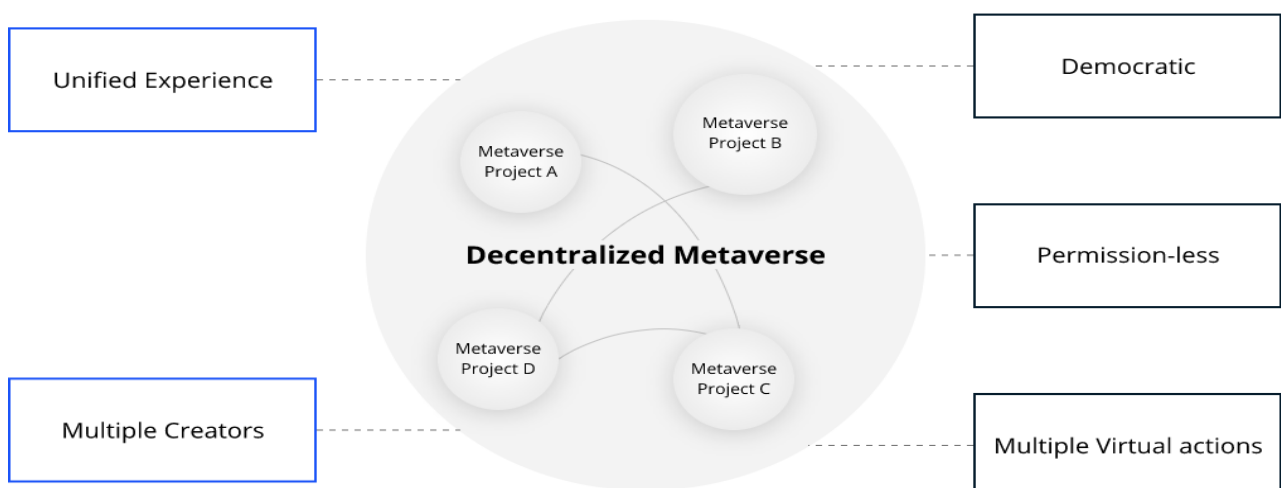 Unified Experience
Democratic
Metaverse
Project A
Metaverse
Project B
Decentralized Metaverse
Permission-less
Metaverse
Project D
Metaverse
Project C
Multiple Creators
Multiple Virtual actions